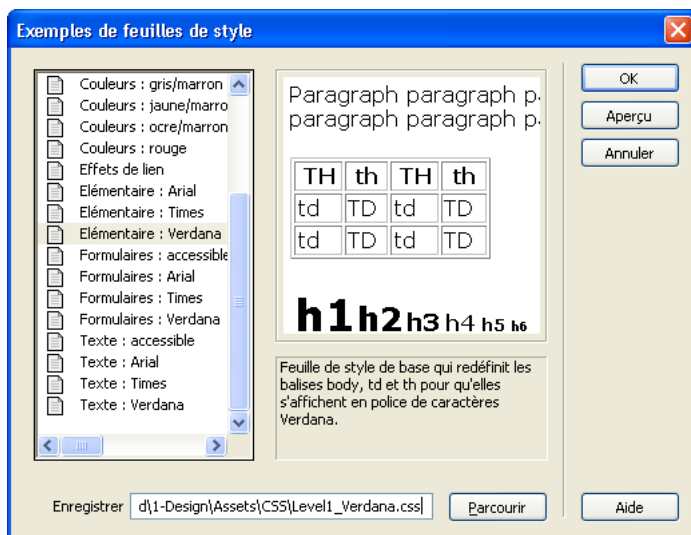 Exemples de feuilles de style
Couleurs : gris/marron
Couleurs : jaune/marro
Couleurs : ocre/marron
Couleurs : rouge
Effets de lien
Elémentaire : Arial
Elémentaire : Times
Elémentaire : Verdana
Formulaires : accessible
Formulaires : Arial
Formulaires : Times
Formulaires : Verdana
Texte : accessible
Texte : Arial
Texte : Times
Texte : Verdana
Paragraph paragraph p
paragraph paragraph p
TH th TH th
td TD td TD
td TD td TD
h1 h2 h3 h4 h5 h6
Feuille de style de base qui redéfinit les
balises body, td et th pour qu'elles
s'affichent en police de caractères
Verdana.
OK
Aperçu
Annuler
Enregistrer d\1-Design\Assets\CSS\Level1_Verdana.css Parcourir
Aide